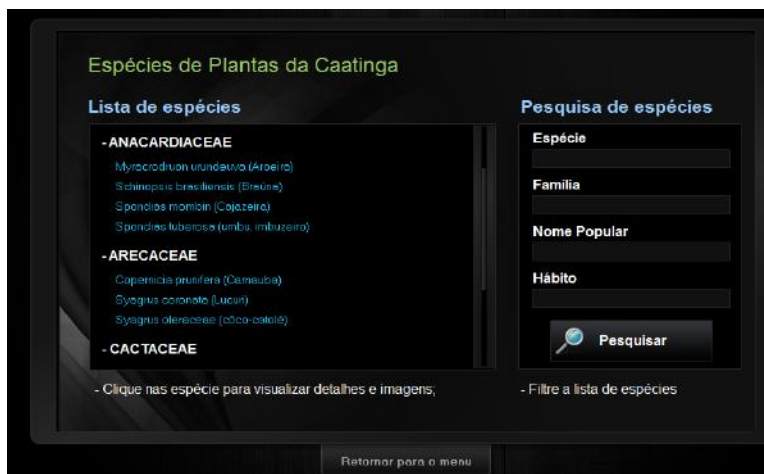 Espécies de Plantas da Caatinga
Lista de espécies
- ANACARDIACEAE
Myracrodruon urundeuva (Aroeira)
Schinopsis brasiliensis (Braúna)
Spondias mombin (Cajazeira)
Spondias tuberosa (umbu, imbuzeiro)
- ARECACEAE
Copernicia prunifera (Carnauba)
Syagrus coronata (Licuri)
Syagrus oleraceae (côco-catolé)
- CACTACEAE
- Clique nas espécie para visualizar detalhes e imagens;
Pesquisa de espécies
Espécie
Família
Nome Popular
Hábito
Pesquisar
- Filtre a lista de espécies
Retornar para o menu